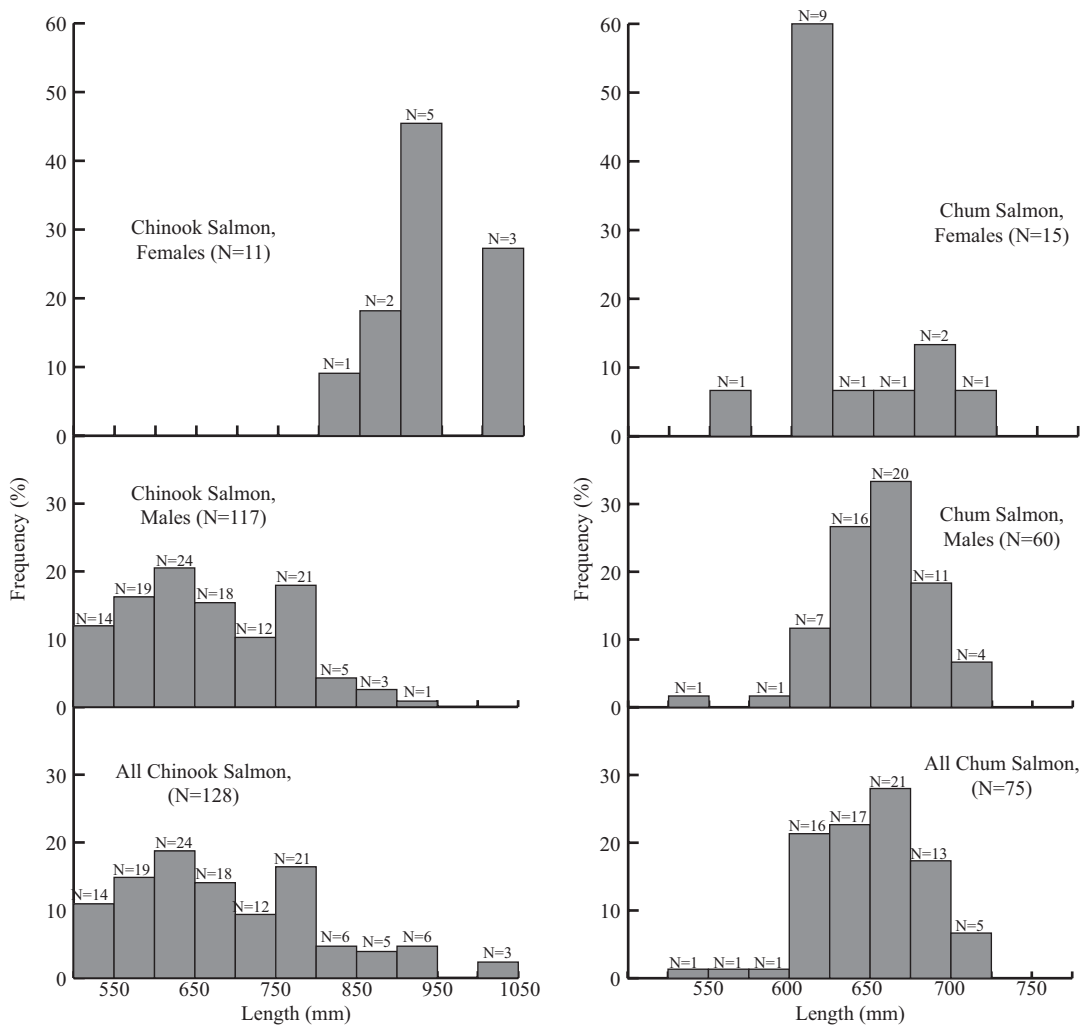 60
50
40
30
20
10
0
N=1
N=2
N=5
N=3
Chinook Salmon,
Females (N=11)
60
50
40
30
20
10
0
N=1
N=9
N=1
N=1
N=2
N=1
Chum Salmon,
Females (N=15)
Frequency (%)
30
20
10
0
N=14
N=19
N=24
N=18
N=12
N=21
N=5
N=3
N=1
Chinook Salmon,
Males (N=117)
Frequency (%)
30
20
10
0
N=1
N=1
N=7
N=16
N=20
N=11
N=4
Chum Salmon,
Males (N=60)
30
20
10
0
N=14
N=19
N=24
N=18
N=12
N=21
N=6
N=5
N=6
N=3
All Chinook Salmon,
(N=128)
550 650 750 850 950 1050
Length (mm)
30
20
10
0
N=1
N=1
N=1
N=16
N=17
N=21
N=13
N=5
All Chum Salmon,
(N=75)
550 600 650 700 750
Length (mm)